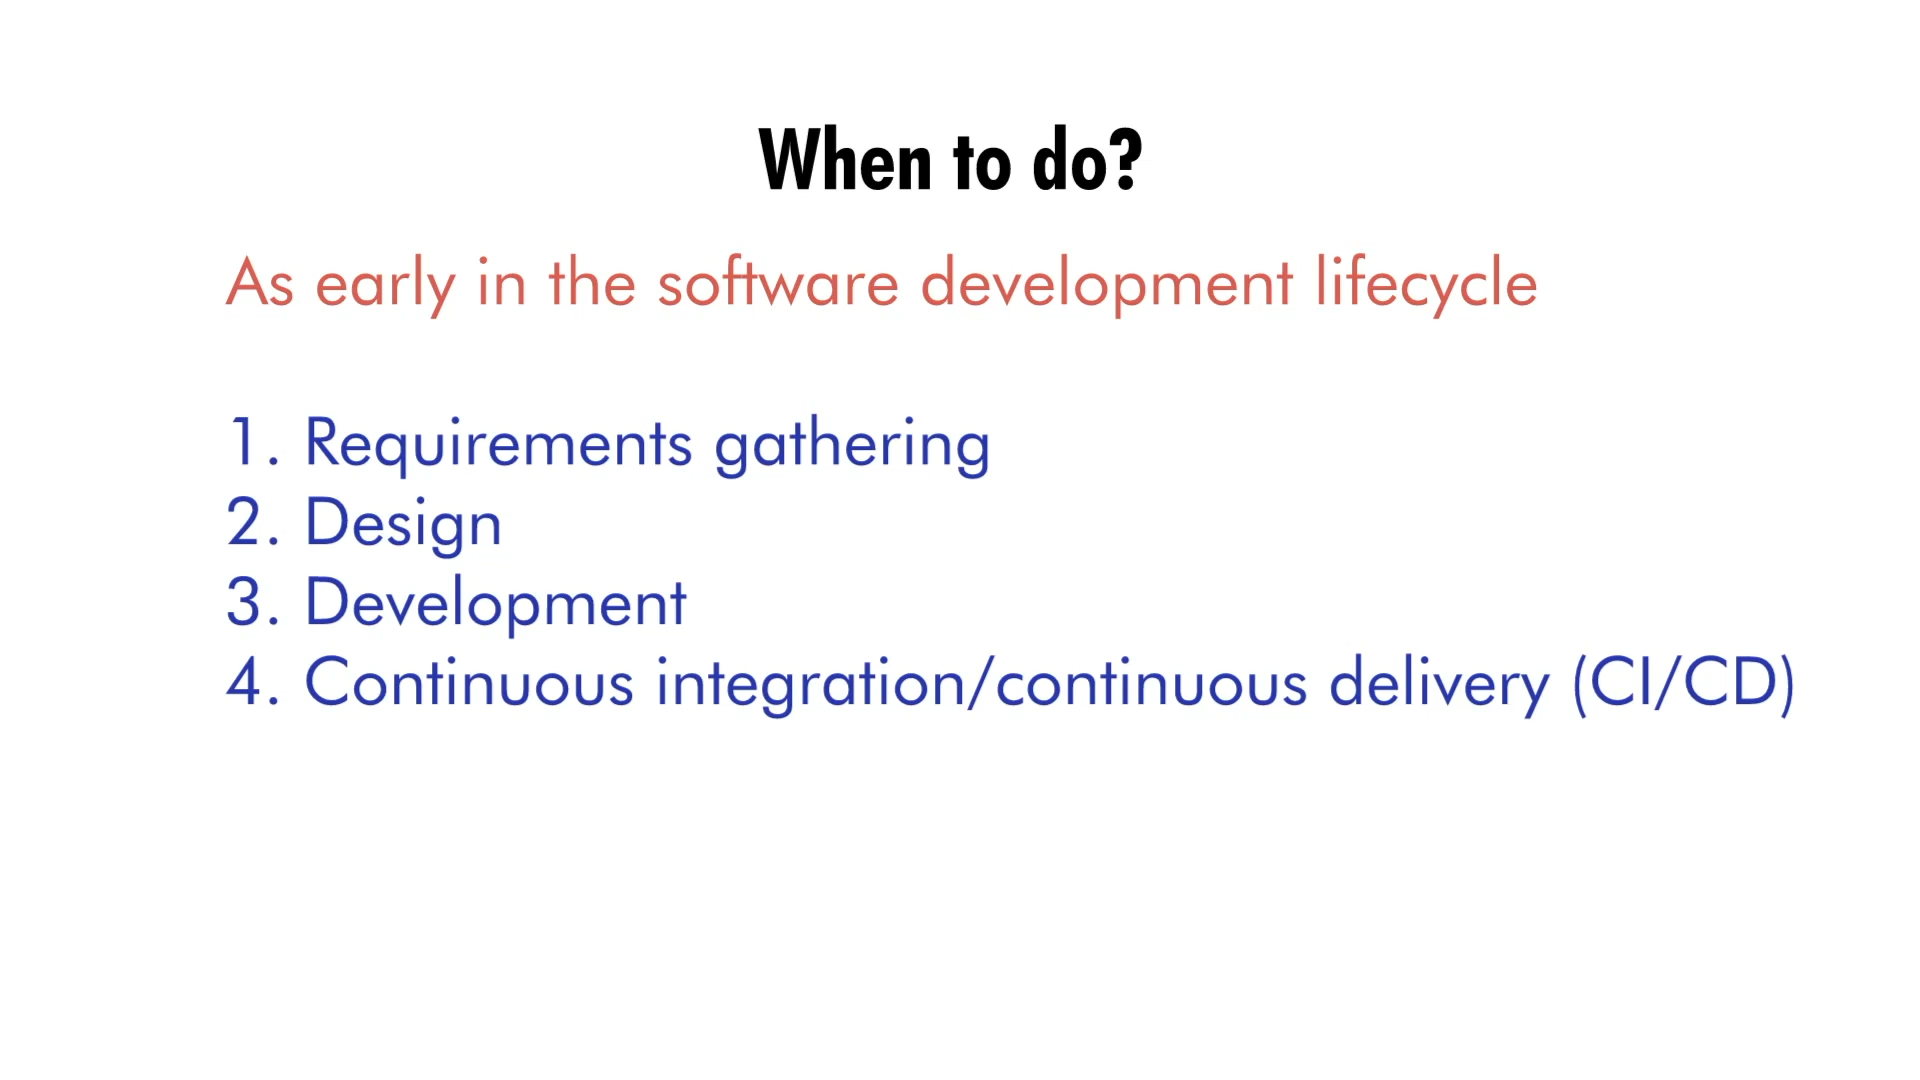 When to do?
As early in the software development lifecycle
1. Requirements gathering
2. Design
3. Development
4. Continuous integration/continuous delivery (CI/CD)